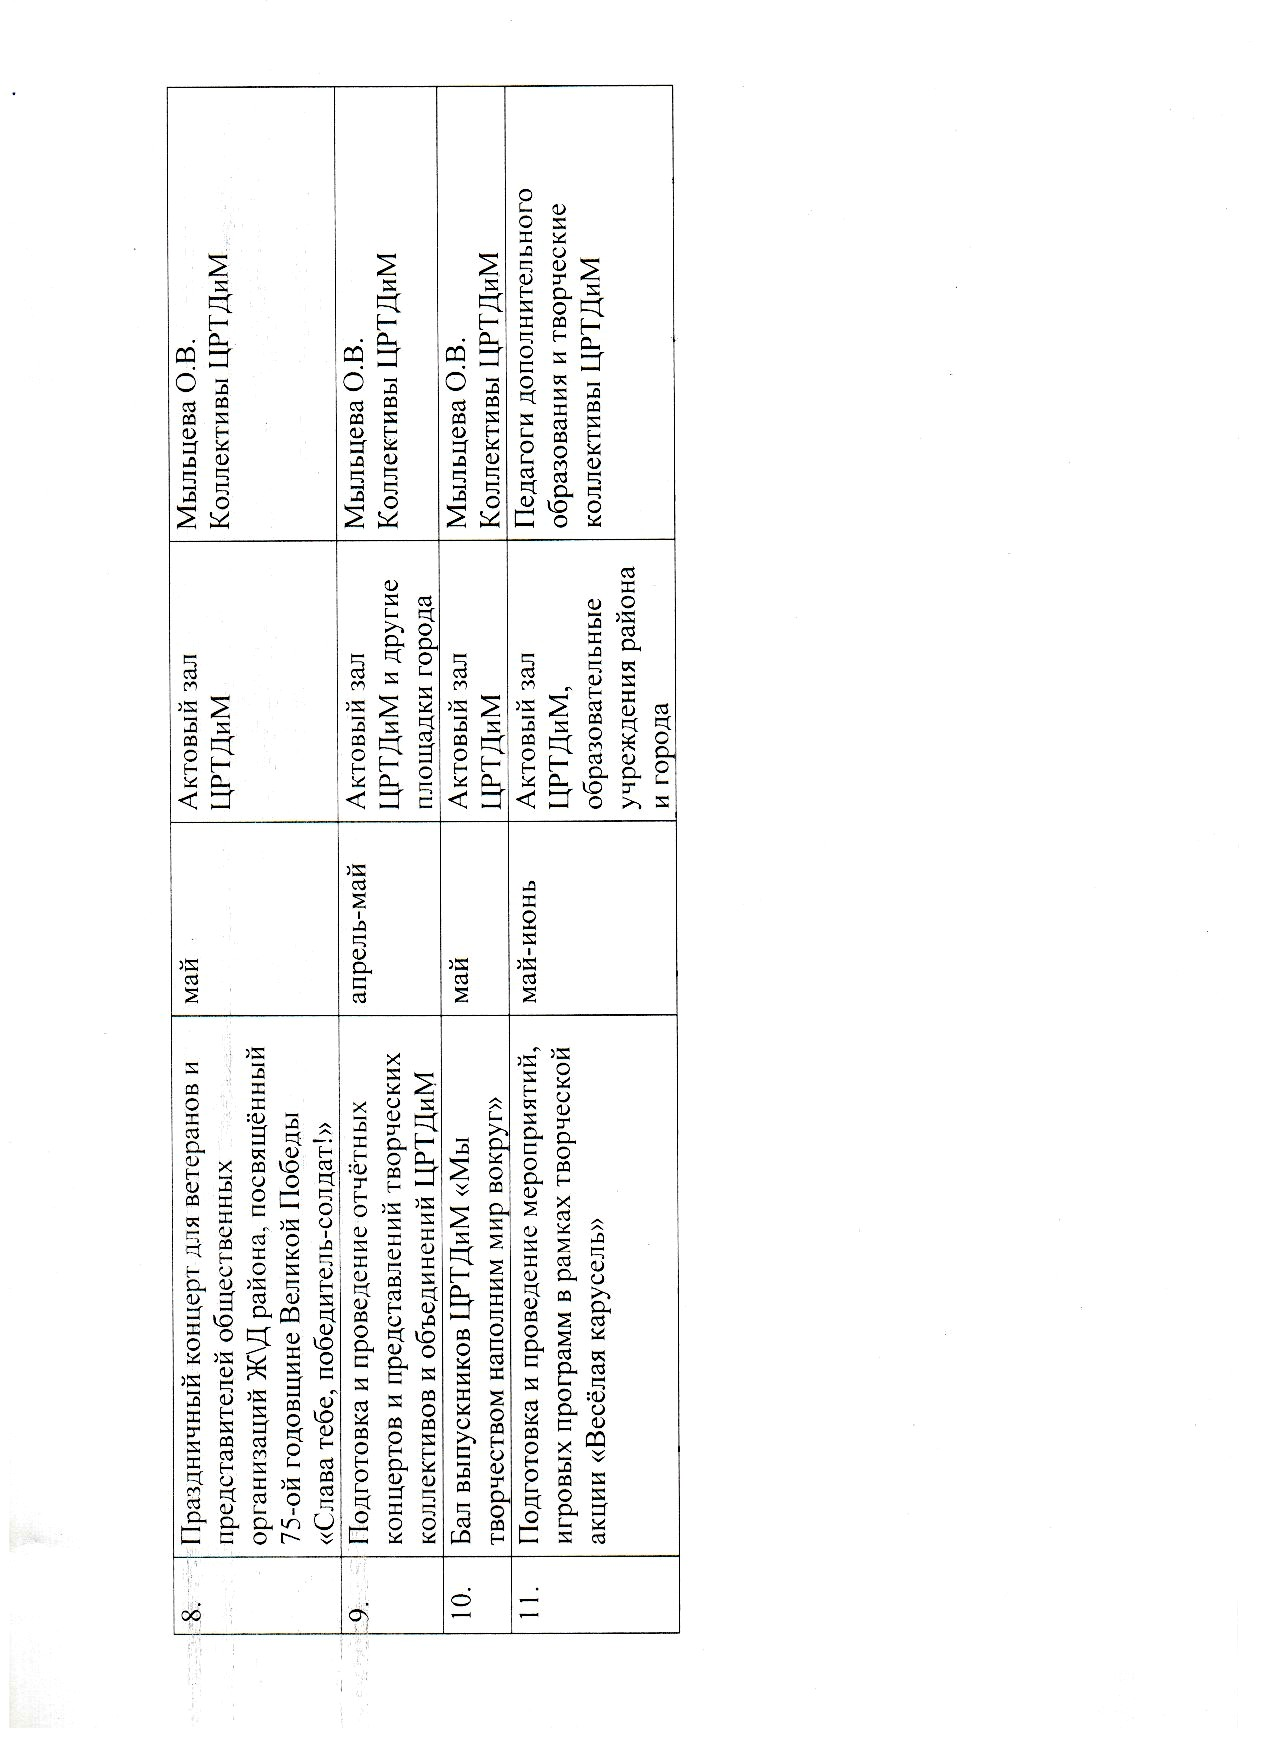 8.
Праздничный концерт для ветеранов и
представителей общественных
организаций Ж\Д района, посвящённый
75-ой годовщине Великой Победы
«Слава тебе, победитель-солдат!»
май
Актовый зал
ЦРТДиМ
Мыльцева О.В.
Коллективы ЦРТДиМ
9.
Подготовка и проведение отчётных
концертов и представлений творческих
коллективов и объединений ЦРТДиМ
апрель-май
Актовый зал
ЦРТДиМ и другие
площадки города
Мыльцева О.В.
Коллективы ЦРТДиМ
10.
Бал выпускников ЦРТДиМ «Мы
творчеством наполним мир вокруг»
май
Актовый зал
ЦРТДиМ
Мыльцева О.В.
Коллективы ЦРТДиМ
11.
Подготовка и проведение мероприятий,
игровых программ в рамках творческой
акции «Весёлая карусель»
май-июнь
Актовый зал
ЦРТДиМ,
образовательные
учреждения района
и города
Педагоги дополнительного
образования и творческие
коллективы ЦРТДиМ